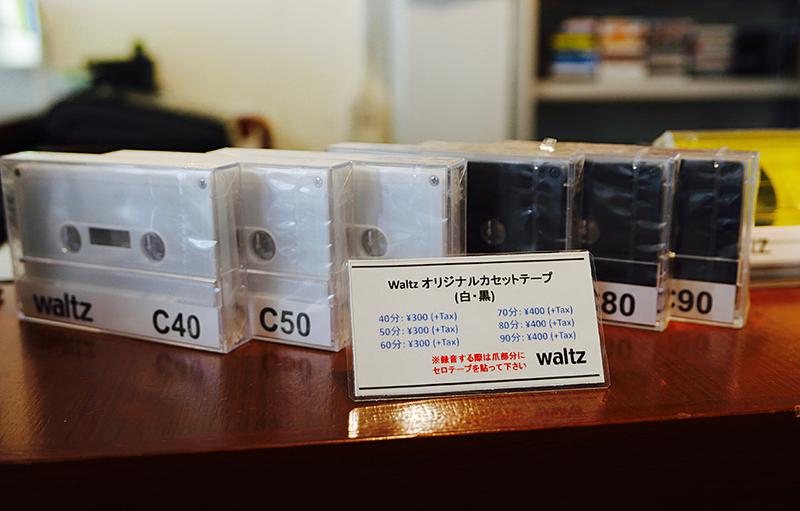 waltz
C40
C50
C80
C90
Waltz オリジナルカセットテープ
(白・黒)
40分: ¥300 (+Tax)
50分: ¥300 (+Tax)
60分: ¥300 (+Tax)
70分: ¥400 (+Tax)
80分: ¥400 (+Tax)
90分: ¥400 (+Tax)
※録音する際は爪部分に
セロテープを貼って下さい
waltz